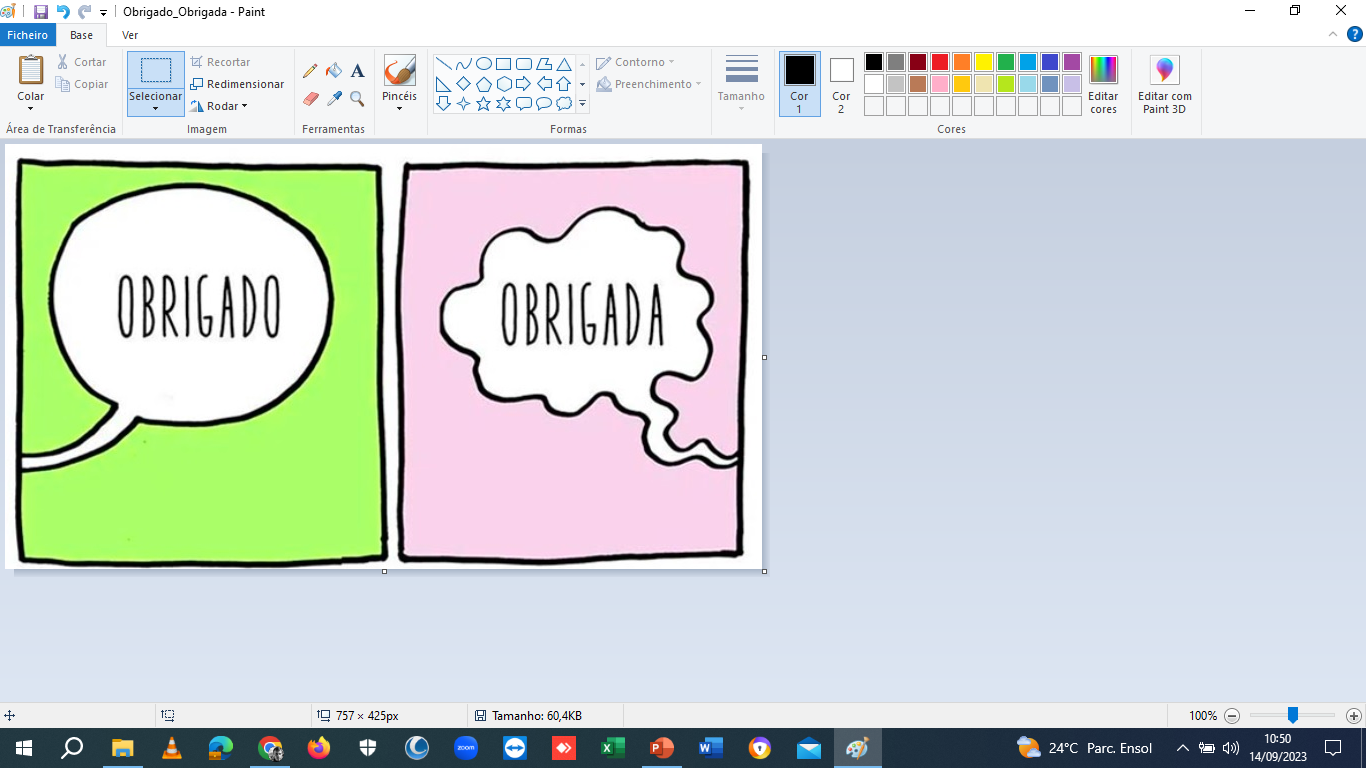 Obrigado_Obrigada - Paint
Ficheiro Base Ver
Colar
Cortar
Copiar
Área de Transferência
Selecionar
Recortar
Redimensionar
Rodar
Imagem
A
Ferramentas
Pincéis
Contorno
Preenchimento
Formas
Tamanho
Cor
1
Cor
2
Editar
cores
Cores
Editar com
Paint 3D
OBRIGADO
OBRIGADA
757 × 425px
Tamanho: 60,4KB
100%
zoom
24°C Parc. Ensol
10:50
14/09/2023